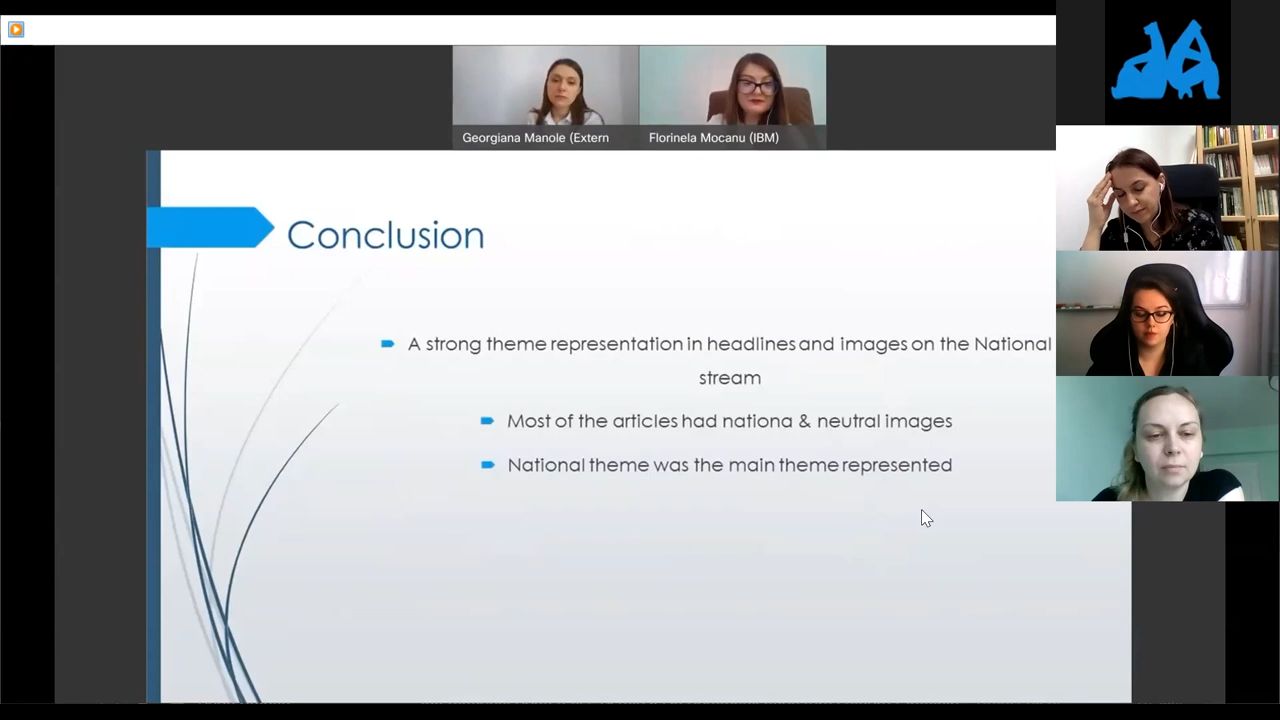 Georgiana Manole (Extern
Florinela Mocanu (IBM)
Conclusion
A strong theme representation in headlines and images on the National
stream
Most of the articles had nationa & neutral images
National theme was the main theme represented